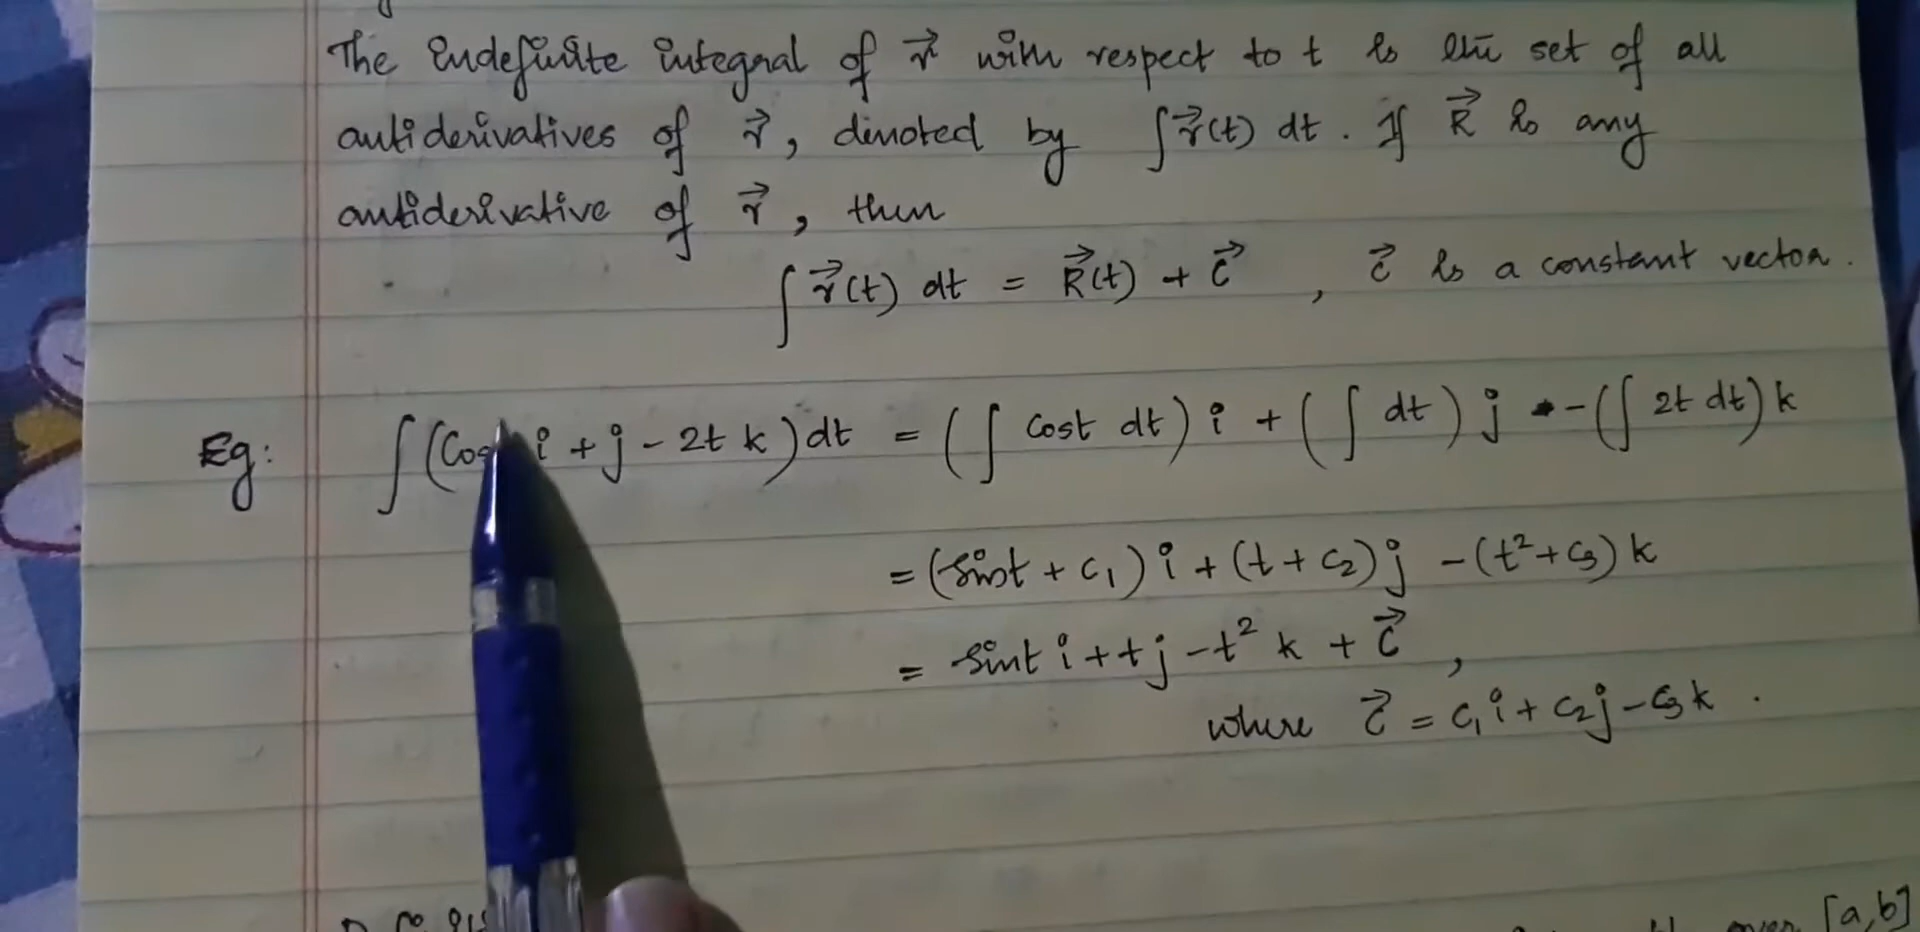 The indefinite integral of r⃗ with respect to t is the set of all
antiderivatives of r⃗, denoted by ∫r⃗(t) dt. If R⃗ is any
antiderivative of r⃗, then
∫ r⃗(t) dt = R⃗(t) + C⃗ , C⃗ is a constant vector.
Eg: ∫(Cos i + j - 2t k)dt = (∫ Cost dt) i + (∫ dt) j - (∫ 2t dt) k
= (sint + c₁) i + (t + c₂) j - (t² + c₃) k
= sint i + t j - t² k + C⃗ ,
where C⃗ = c₁ i + c₂ j - c₃ k .
over [a,b]